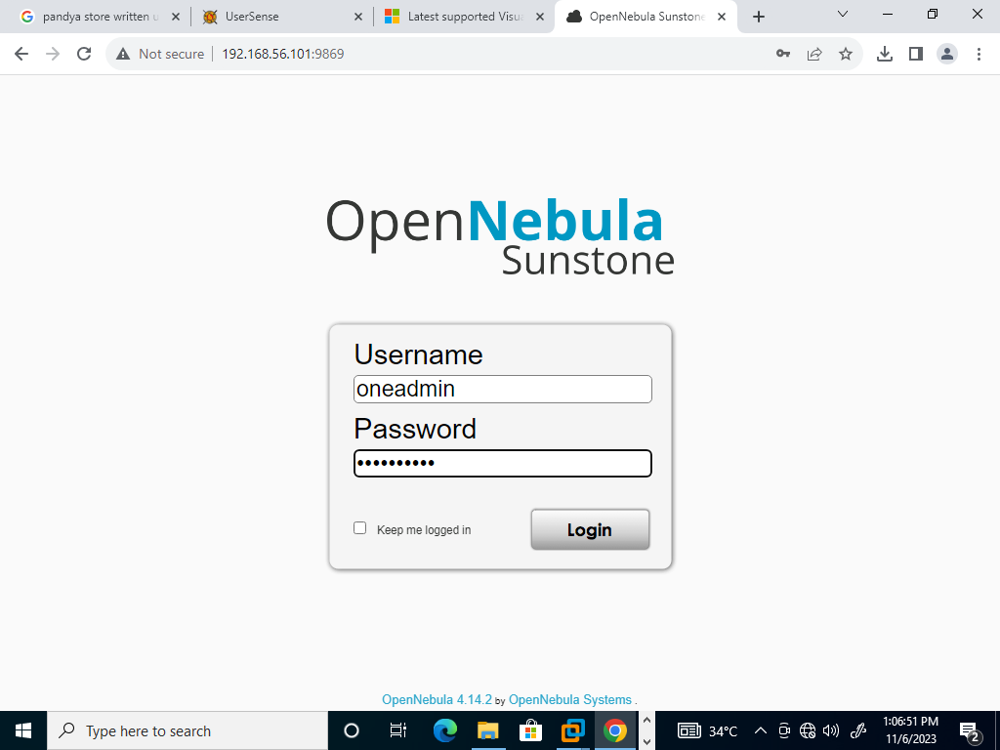 pandya store written u
UserSense
Latest supported Visua
OpenNebula Sunstone
Not secure
192.168.56.101:9869
OpenNebula
Sunstone
Username
oneadmin
Password
••••••••••
Keep me logged in
Login
OpenNebula 4.14.2 by OpenNebula Systems .
Type here to search
34°C
1:06:51 PM
11/6/2023
2